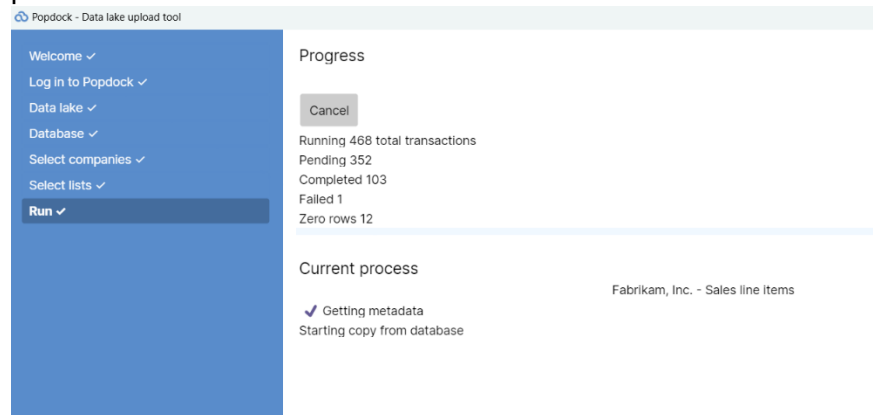 Popdock - Data lake upload tool
Welcome ✓
Log in to Popdock ✓
Data lake ✓
Database ✓
Select companies ✓
Select lists ✓
Run ✓
Progress
Cancel
Running 468 total transactions
Pending 352
Completed 103
Failed 1
Zero rows 12
Current process
Fabrikam, Inc. - Sales line items
✓ Getting metadata
Starting copy from database